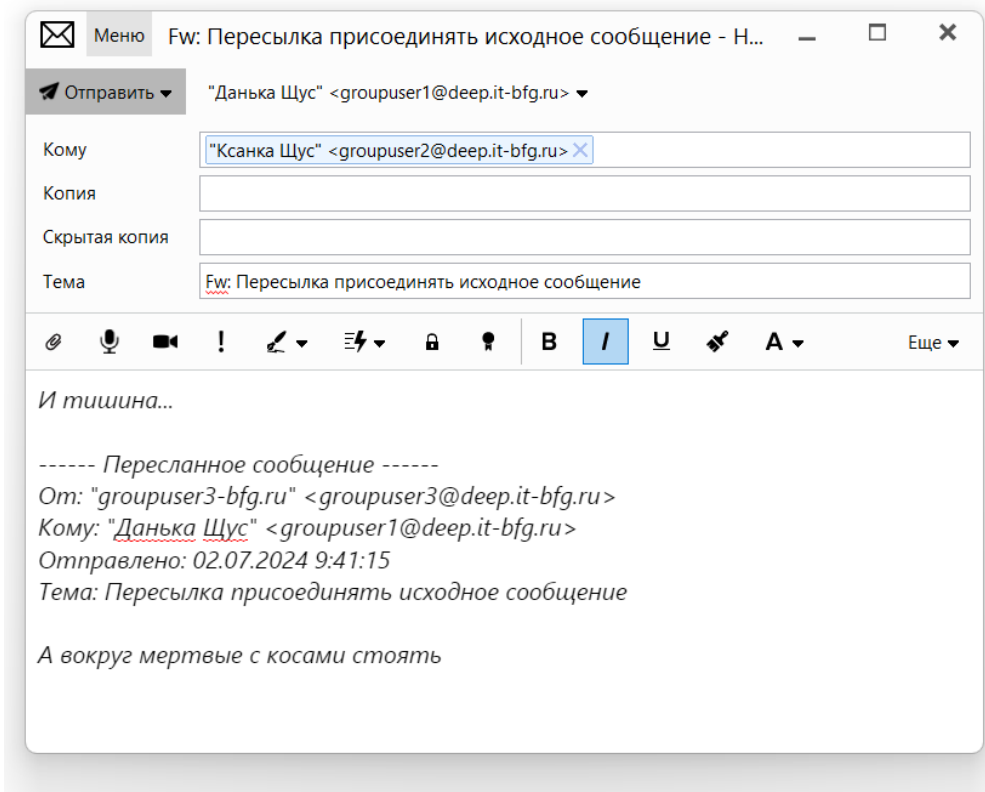 Меню Fw: Пересылка присоединять исходное сообщение - Н...
Отправить "Данька Щус" <groupuser1@deep.it-bfg.ru>
Кому "Ксанка Щус" <groupuser2@deep.it-bfg.ru>
Копия
Скрытая копия
Тема Fw: Пересылка присоединять исходное сообщение
B I U A Еще
И тишина...
------ Пересланное сообщение ------
От: "groupuser3-bfg.ru" <groupuser3@deep.it-bfg.ru>
Кому: "Данька Щус" <groupuser1@deep.it-bfg.ru>
Отправлено: 02.07.2024 9:41:15
Тема: Пересылка присоединять исходное сообщение
А вокруг мертвые с косами стоять